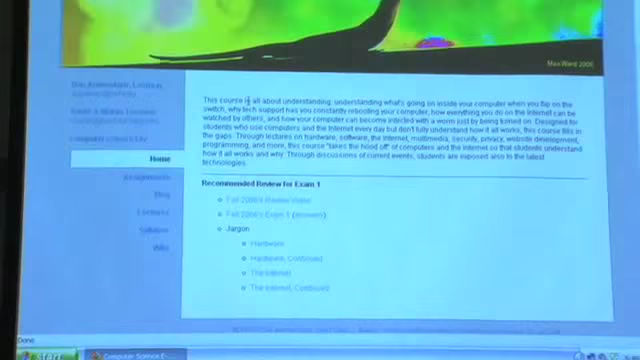 Max Ward 2006
This course is all about understanding: understanding what's going on inside your computer when you flip on the
switch, why tech support has you constantly rebooting your computer, how everything you do on the Internet can be
watched by others, and how your computer can become infected with a worm just by being turned on. Designed for
students who use computers and the Internet every day but don't fully understand how it all works, this course fills in
the gaps. Through lectures on hardware, software, the Internet, multimedia, security, privacy, website development,
programming, and more, this course "takes the hood off" of computers and the Internet so that students understand
how it all works and why. Through discussions of current events, students are exposed also to the latest
technologies.
Home
Assignments
Blog
Lectures
Syllabus
Recommended Review for Exam 1
Fall 2006's Review Video
Fall 2006's Exam 1 (Answers)
Jargon
Hardware
Hardware, Continued
The Internet
The Internet, Continued
Done
start
Computer Science E-...